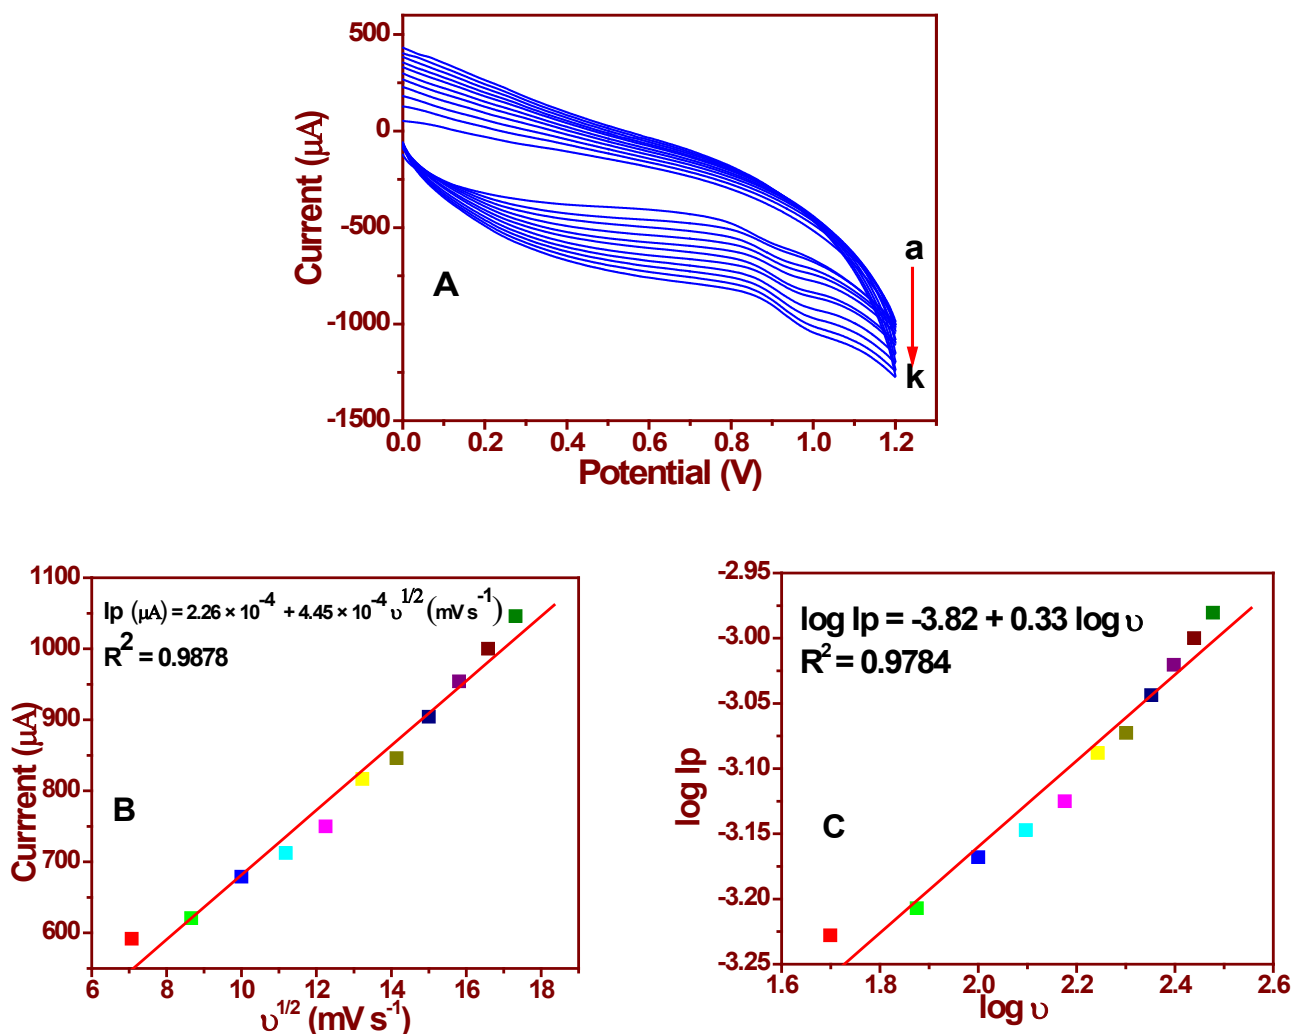 500
0
-500
-1000
-1500
Current (μA)
A
a
k
0.0 0.2 0.4 0.6 0.8 1.0 1.2
Potential (V)
1100
1000
900
800
700
600
Currrent (μA)
Ip (μA) = 2.26 × 10⁻⁴ + 4.45 × 10⁻⁴ υ^1/2 (mV s⁻¹)
R² = 0.9878
B
6 8 10 12 14 16 18
υ^1/2 (mV s⁻¹)
-2.95
-3.00
-3.05
-3.10
-3.15
-3.20
-3.25
log Ip
log Ip = -3.82 + 0.33 log υ
R² = 0.9784
C
1.6 1.8 2.0 2.2 2.4 2.6
log υ